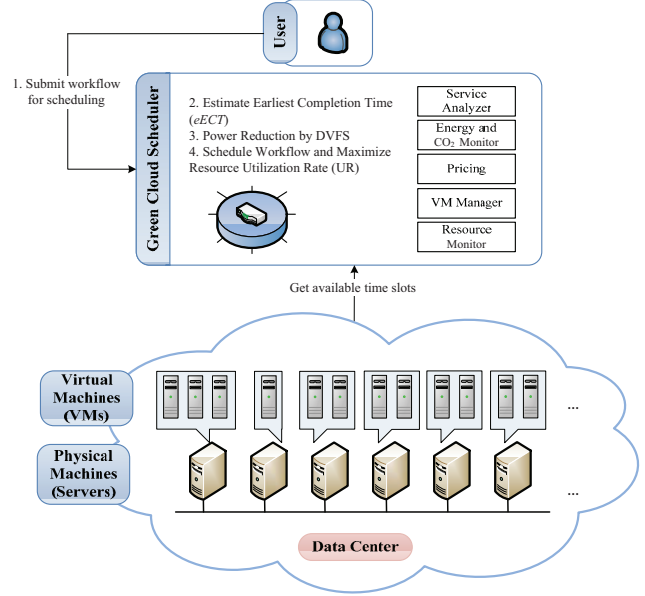 User
1. Submit workflow
for scheduling
Green Cloud Scheduler
2. Estimate Earliest Completion Time
(eECT)
3. Power Reduction by DVFS
4. Schedule Workflow and Maximize
Resource Utilization Rate (UR)
Service
Analyzer
Energy and
CO₂ Monitor
Pricing
VM Manager
Resource
Monitor
Get available time slots
Virtual
Machines
(VMs)
...
Physical
Machines
(Servers)
...
Data Center